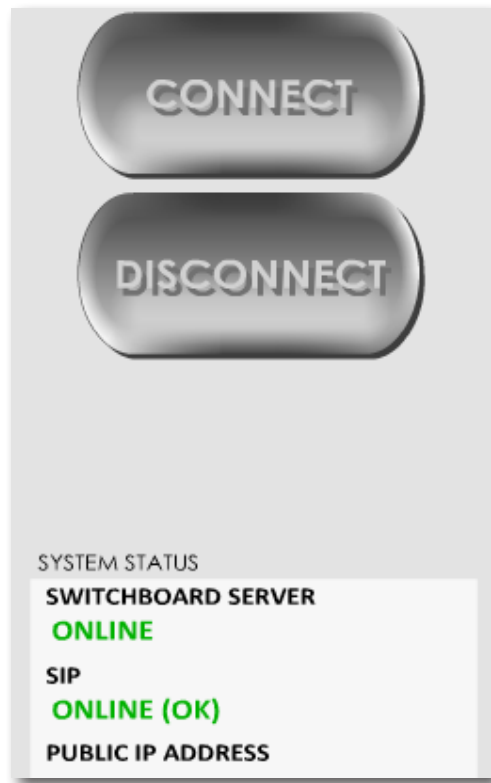 CONNECT
DISCONNECT
SYSTEM STATUS
SWITCHBOARD SERVER
ONLINE
SIP
ONLINE (OK)
PUBLIC IP ADDRESS